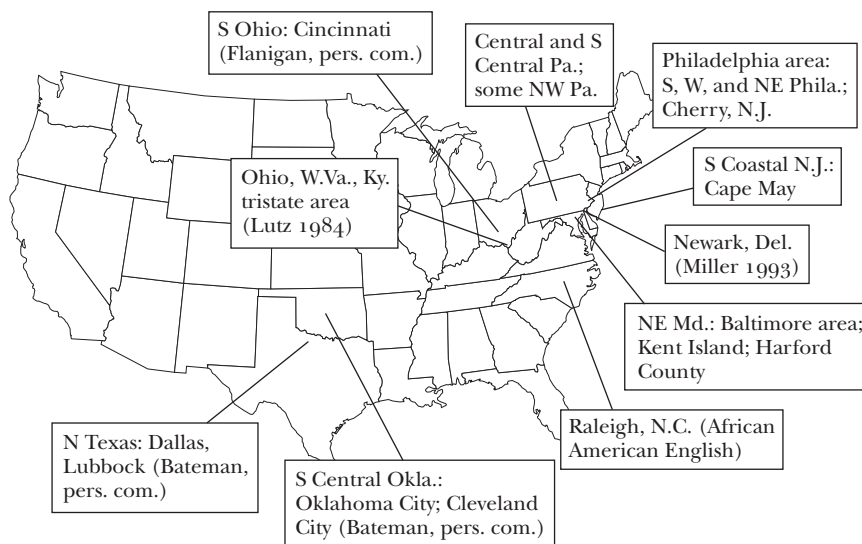 S Ohio: Cincinnati
(Flanigan, pers. com.)
Central and S
Central Pa.;
some NW Pa.
Philadelphia area:
S, W, and NE Phila.;
Cherry, N.J.
Ohio, W.Va., Ky.
tristate area
(Lutz 1984)
S Coastal N.J.:
Cape May
Newark, Del.
(Miller 1993)
NE Md.: Baltimore area;
Kent Island; Harford
County
Raleigh, N.C. (African
American English)
N Texas: Dallas,
Lubbock (Bateman,
pers. com.)
S Central Okla.:
Oklahoma City; Cleveland
City (Bateman, pers. com.)